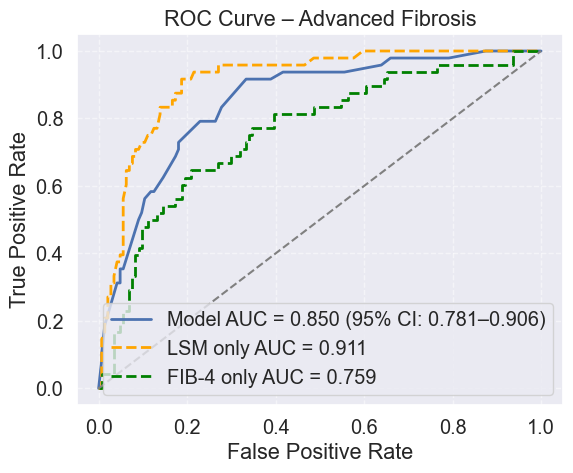 ROC Curve – Advanced Fibrosis
True Positive Rate
1.0
0.8
0.6
0.4
0.2
0.0
Model AUC = 0.850 (95% CI: 0.781–0.906)
LSM only AUC = 0.911
FIB-4 only AUC = 0.759
0.0 0.2 0.4 0.6 0.8 1.0
False Positive Rate